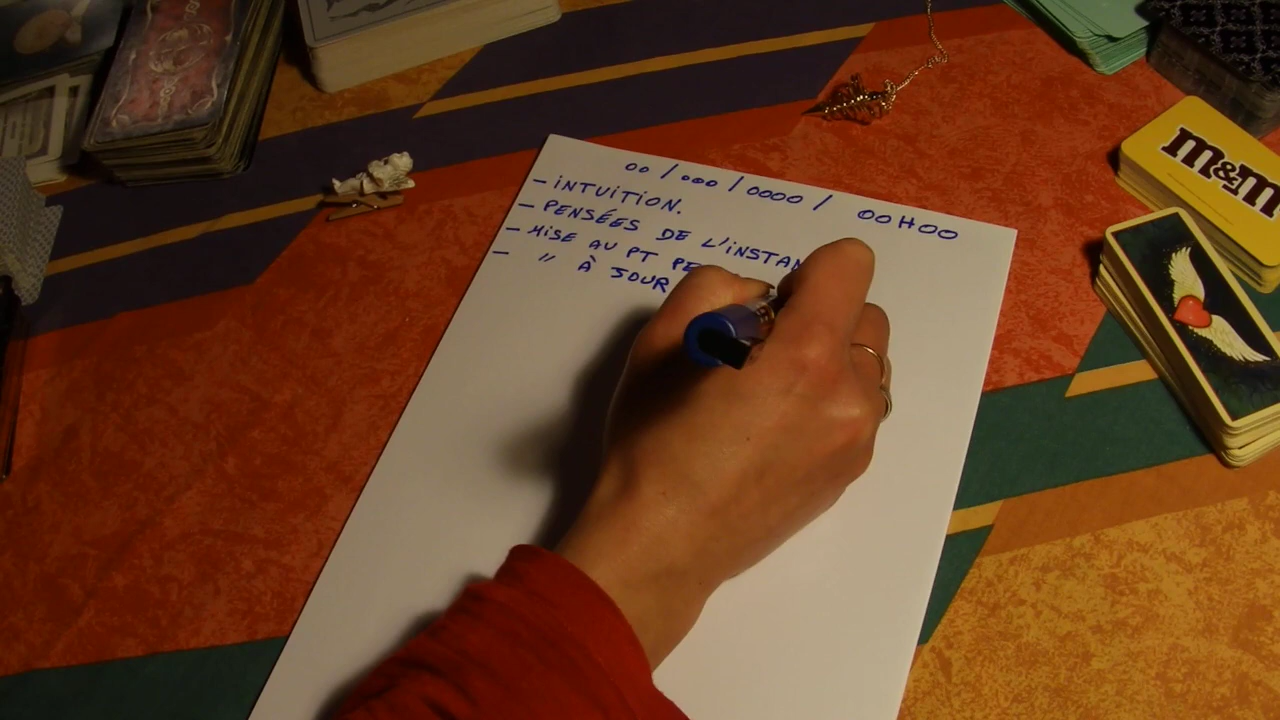 00 / 000 / 0000 / 00H00
- INTUITION.
- PENSÉES DE L'INSTAN
- MISE AU PT PE
- " À JOUR
M&M